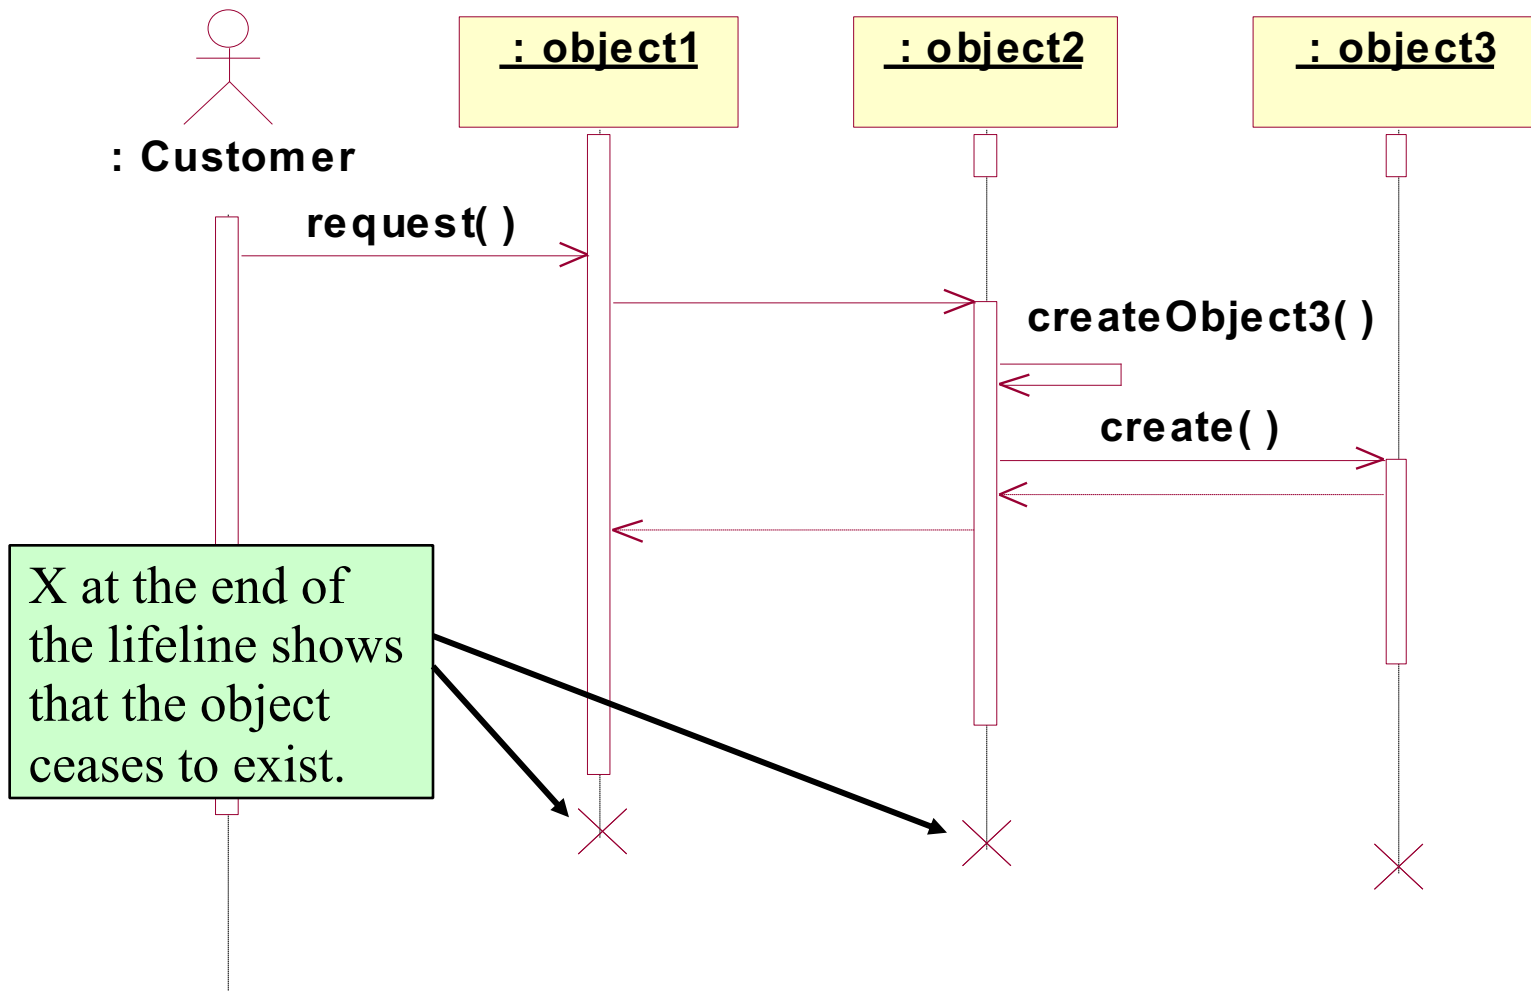 : object1
: object2
: object3
: Customer
request( )
createObject3( )
create( )
X at the end of
the lifeline shows
that the object
ceases to exist.